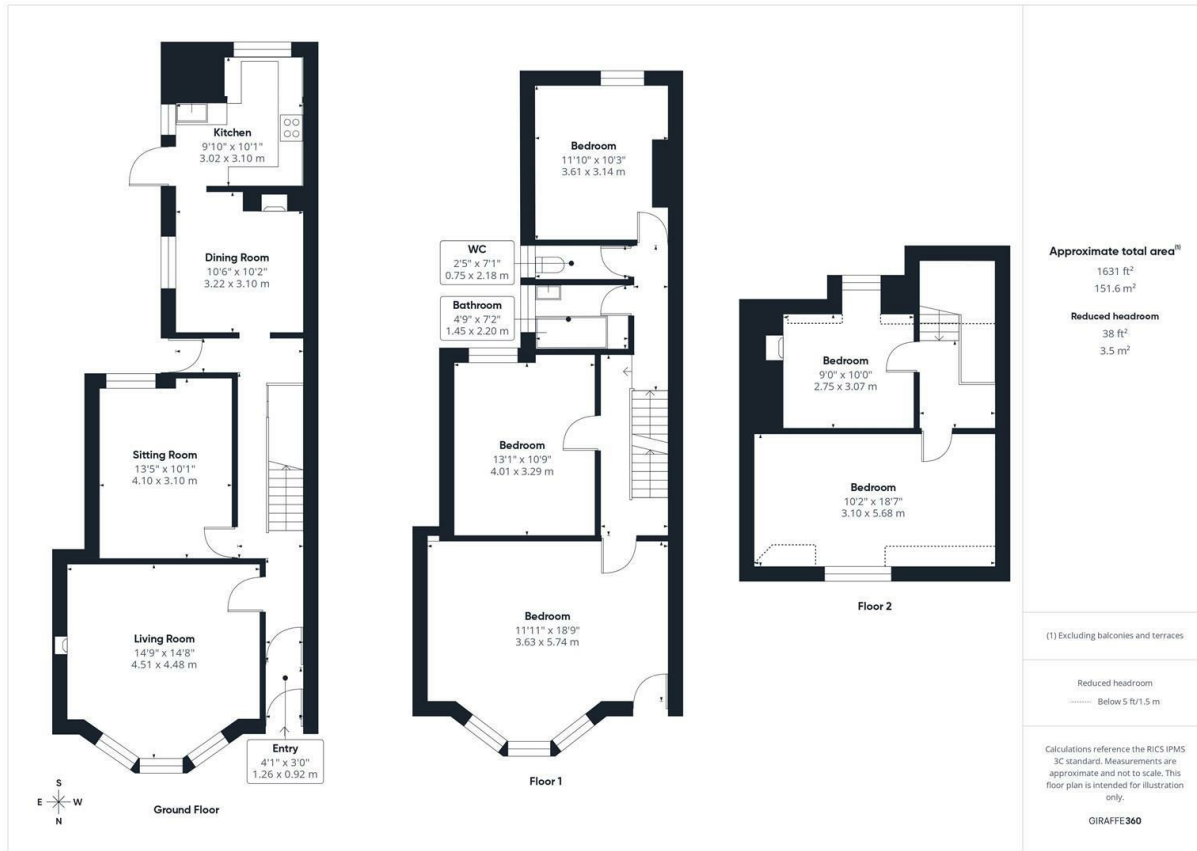 Kitchen
9'10" x 10'1"
3.02 x 3.10 m
Dining Room
10'6" x 10'2"
3.22 x 3.10 m
Sitting Room
13'5" x 10'1"
4.10 x 3.10 m
Living Room
14'9" x 14'8"
4.51 x 4.48 m
Entry
4'1" x 3'0"
1.26 x 0.92 m
S
E W
N
Ground Floor
Bedroom
11'10" x 10'3"
3.61 x 3.14 m
WC
2'5" x 7'1"
0.75 x 2.18 m
Bathroom
4'9" x 7'2"
1.45 x 2.20 m
Bedroom
13'1" x 10'9"
4.01 x 3.29 m
Bedroom
11'11" x 18'9"
3.63 x 5.74 m
Floor 1
Bedroom
9'0" x 10'0"
2.75 x 3.07 m
Bedroom
10'2" x 18'7"
3.10 x 5.68 m
Floor 2
Approximate total area(1)
1631 ft²
151.6 m²
Reduced headroom
38 ft²
3.5 m²
(1) Excluding balconies and terraces
Reduced headroom
Below 5 ft/1.5 m
Calculations reference the RICS IPMS
3C standard. Measurements are
approximate and not to scale. This
floor plan is intended for illustration
only.
GIRAFFE360